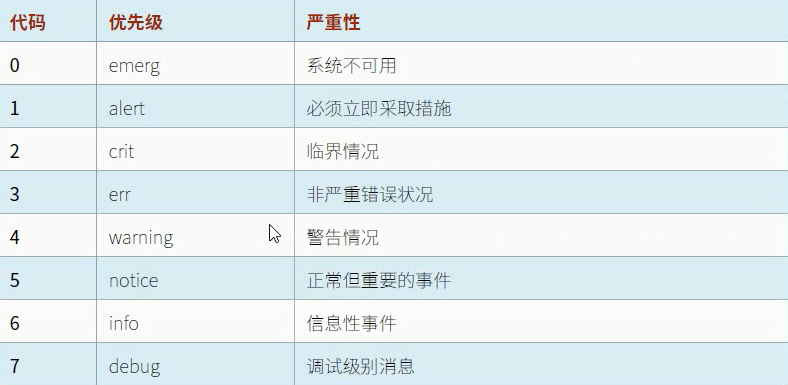 代码 优先级 严重性
0 emerg 系统不可用
1 alert 必须立即采取措施
2 crit 临界情况
3 err 非严重错误状况
4 warning 警告情况
5 notice 正常但重要的事件
6 info 信息性事件
7 debug 调试级别消息